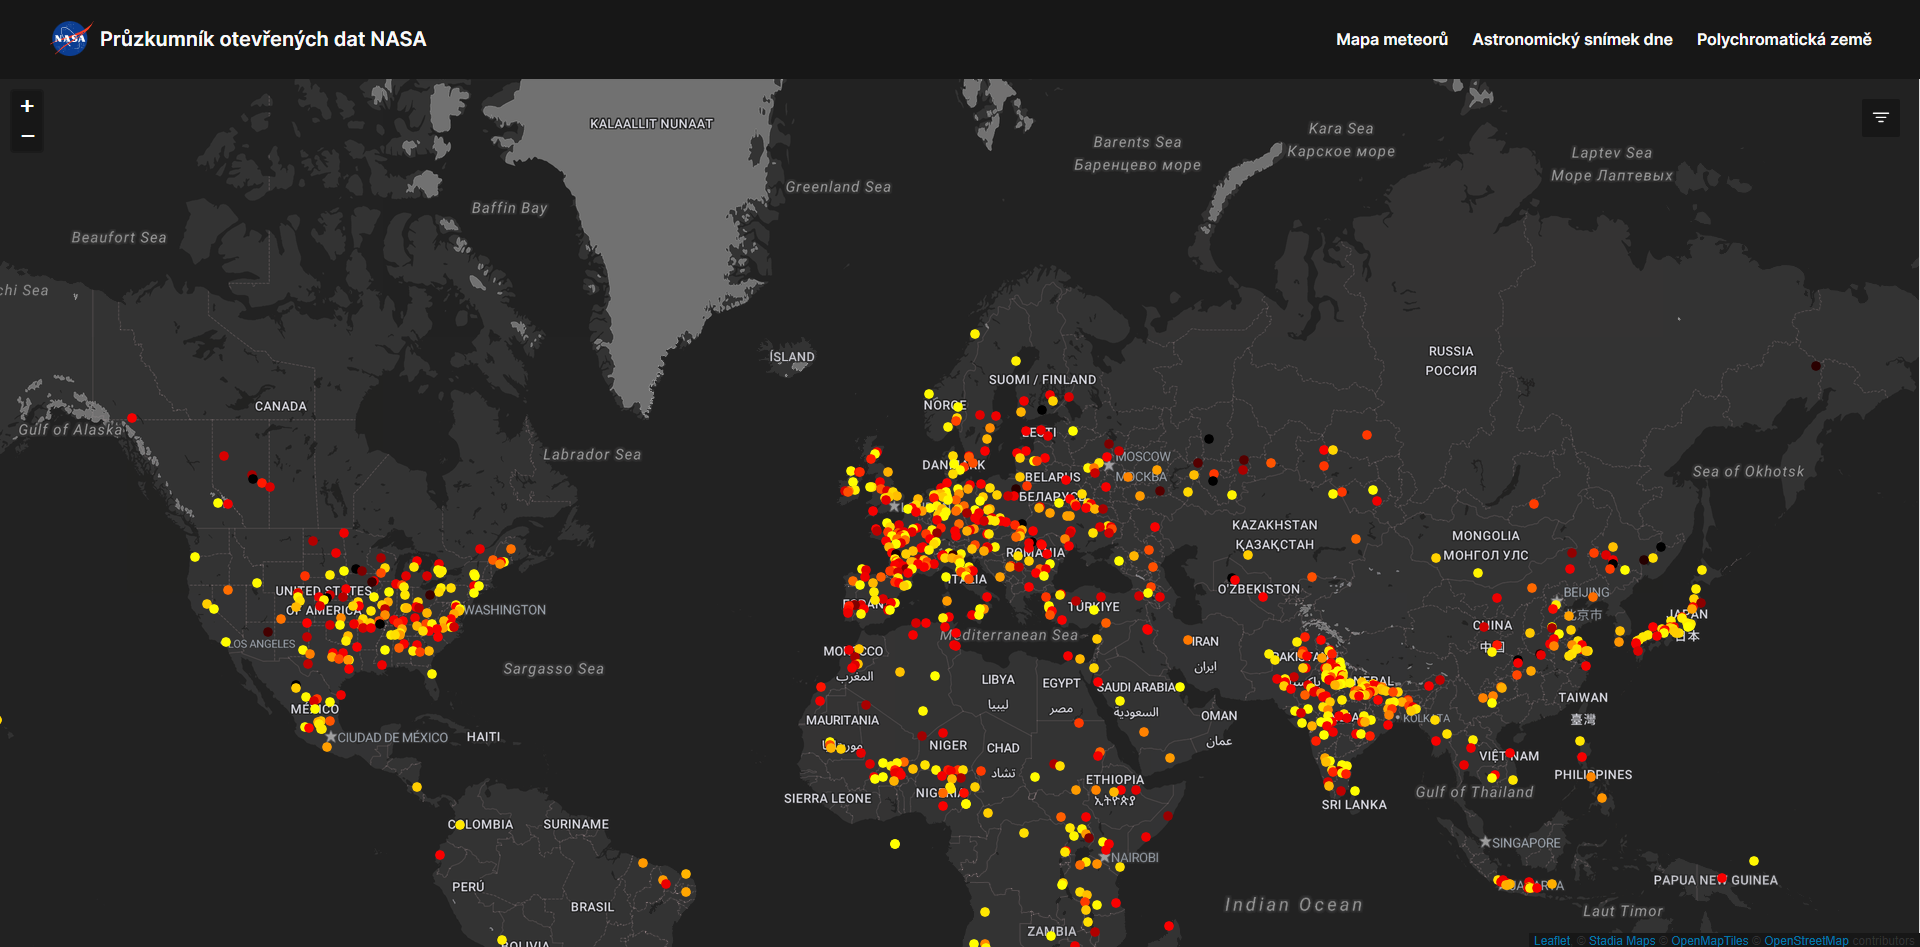 NASA
Průzkumník otevřených dat NASA
Mapa meteorů
Astronomický snímek dne
Polychromatická země
+
−
KALAALLIT NUNAAT
Kara Sea
Карское море
Barents Sea
Баренцево море
Laptev Sea
Море Лаптевых
Greenland Sea
Baffin Bay
Beaufort Sea
chi Sea
ÍSLAND
RUSSIA
РОССИЯ
SUOMI / FINLAND
CANADA
NORGE
Gulf of Alaska
EESTI
Labrador Sea
MOSCOW
МОСКВА
DANMARK
Sea of Okhotsk
BELARUS
БЕЛАРУСЬ
KAZAKHSTAN
ҚАЗАҚСТАН
MONGOLIA
МОНГОЛ УЛС
ROMÂNIA
ITALIA
O'ZBEKISTON
UNITED STATES
OF AMERICA
BEIJING
北京市
ESPAÑA
TÜRKIYE
WASHINGTON
JAPAN
日本
CHINA
中国
Mediterranean Sea
LOS ANGELES
IRAN
ایران
MOROCCO
المغرب
PAKISTAN
Sargasso Sea
LIBYA
ليبيا
EGYPT
مصر
SAUDI ARABIA
السعودية
NEPAL
TAIWAN
臺灣
MÉXICO
OMAN
عمان
KOLKATA
MAURITANIA
CIUDAD DE MÉXICO
HAITI
NIGER
CHAD
تشاد
VIỆT NAM
PHILIPPINES
ETHIOPIA
ኢትዮጵያ
SIERRA LEONE
NIGERIA
Gulf of Thailand
SRI LANKA
COLOMBIA
SURINAME
SINGAPORE
NAIROBI
PERÚ
JAKARTA
PAPUA NEW GUINEA
BRASIL
Indian Ocean
Laut Timor
ZAMBIA
BOLIVIA
Leaflet © Stadia Maps © OpenMapTiles © OpenStreetMap contributors